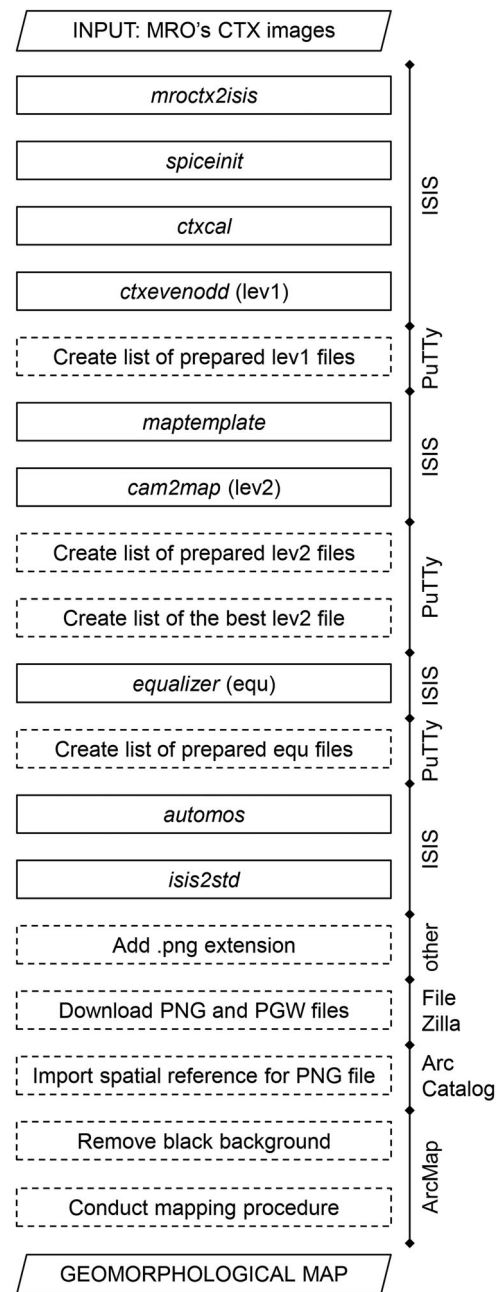 INPUT: MRO's CTX images
mroctx2isis
spiceinit
ctxcal
ctxevenodd (lev1)
ISIS
Create list of prepared lev1 files
PuTTy
maptemplate
cam2map (lev2)
ISIS
Create list of prepared lev2 files
Create list of the best lev2 file
PuTTy
equalizer (equ)
ISIS
Create list of prepared equ files
PuTTy
automos
isis2std
ISIS
Add .png extension
other
Download PNG and PGW files
File
Zilla
Import spatial reference for PNG file
Arc
Catalog
Remove black background
Conduct mapping procedure
ArcMap
GEOMORPHOLOGICAL MAP